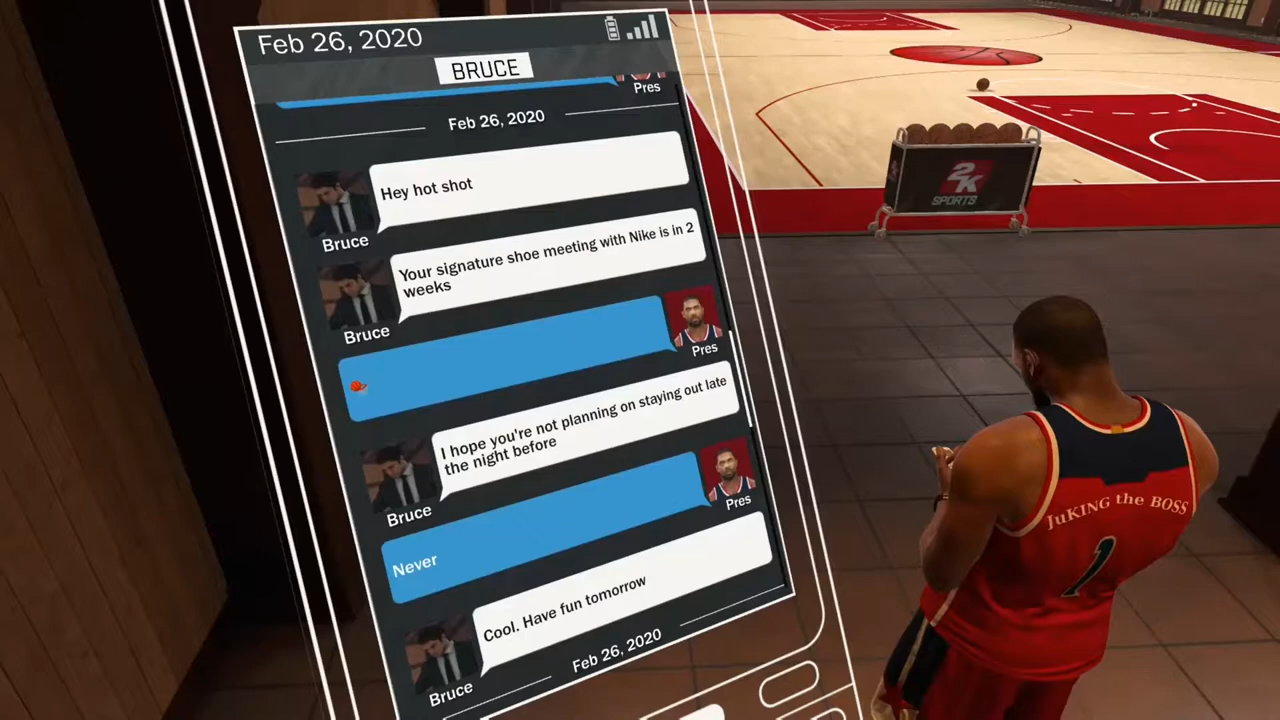 Feb 26, 2020
BRUCE
Pres
Feb 26, 2020
Hey hot shot
Bruce
Your signature shoe meeting with Nike is in 2
weeks
Bruce
Pres
I hope you're not planning on staying out late
the night before
Bruce
Never
Pres
Cool. Have fun tomorrow
Bruce
Feb 26, 2020
2K
SPORTS
JuKING the BOSS
1